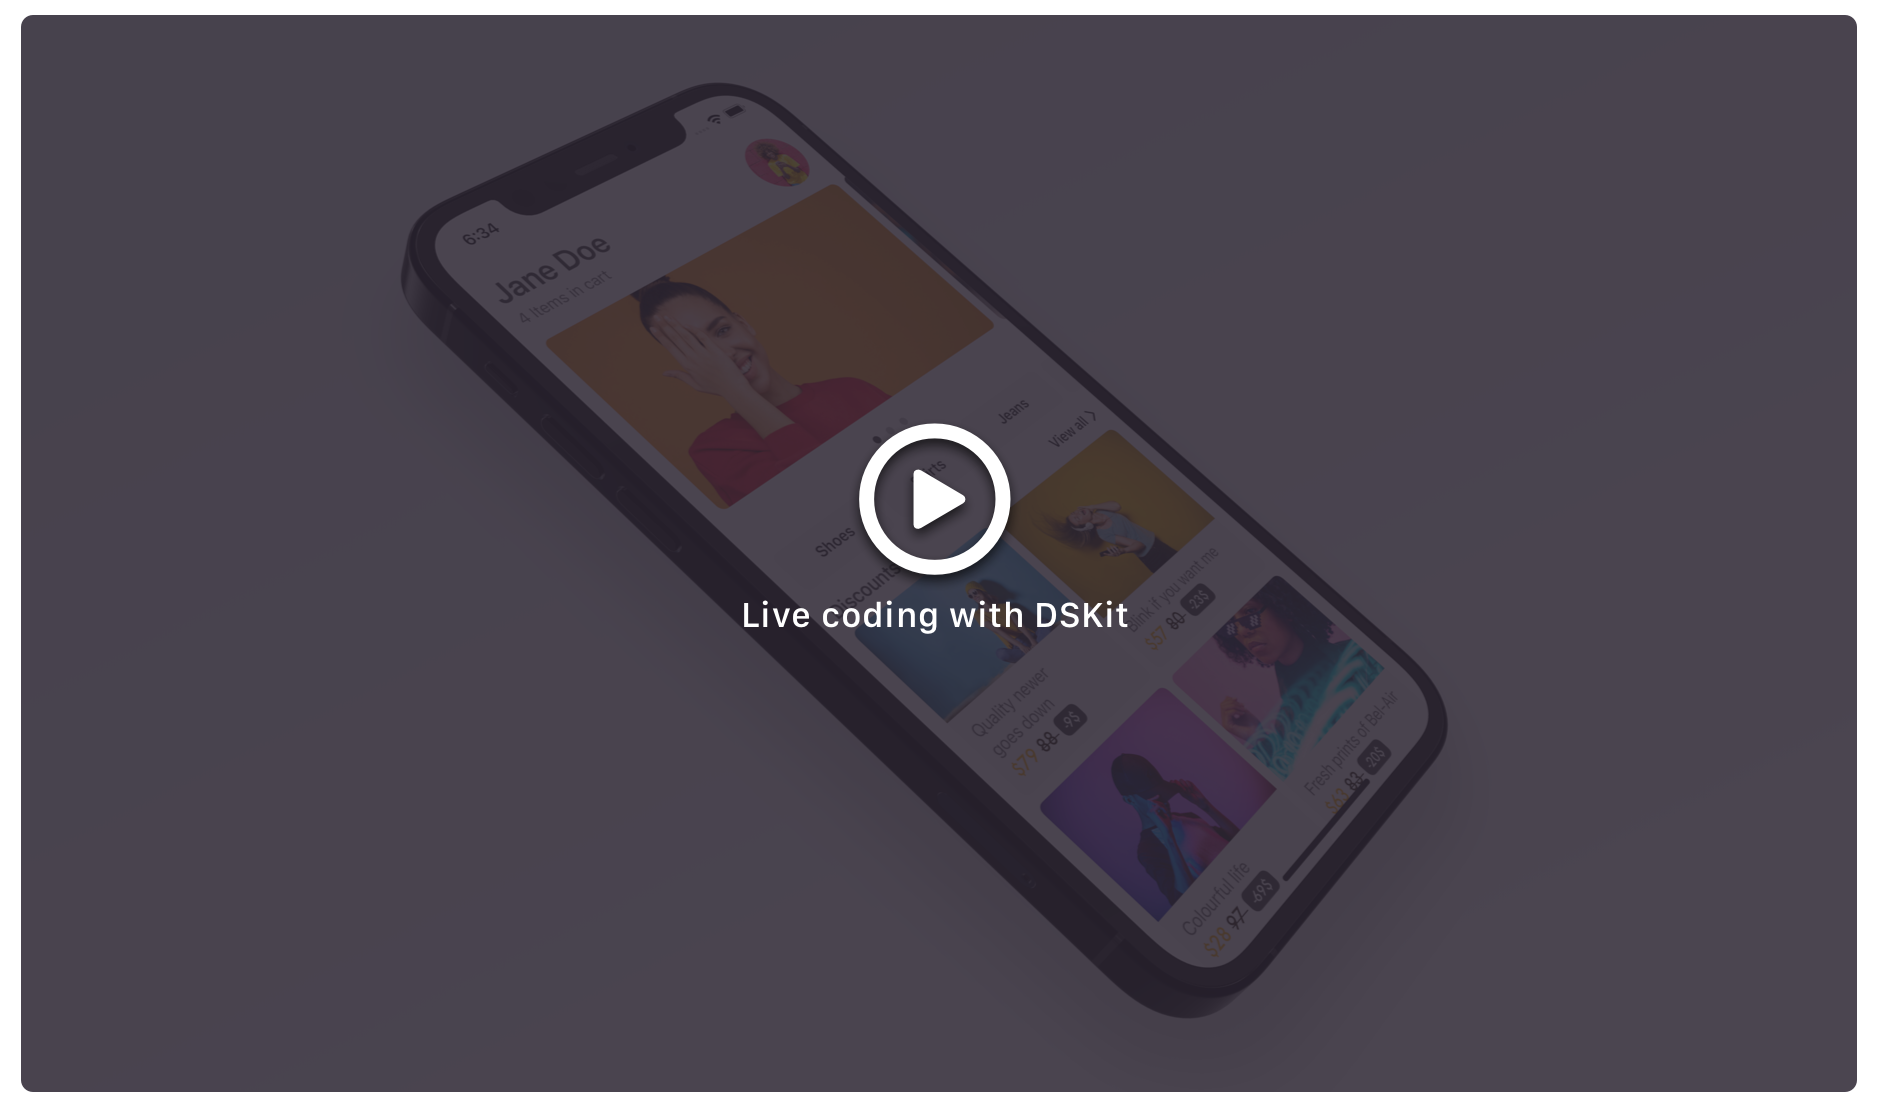 6:34
Jane Doe
4 Items in cart
Jeans
View all
Shoes
Discounts
Live coding with DSKit
Blink if you want me
$57 80 -23$
Quality newer
goes down
$79 88 -9$
Fresh prints of Bel-Air
$63 83 -20$
Colourful life
$28 97 -69$